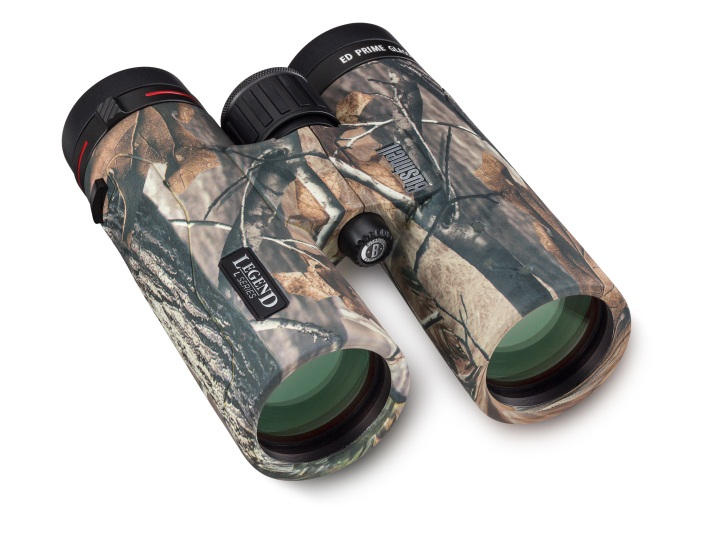 ED PRIME GLA
Bushnell
LEGEND
L SERIES
B